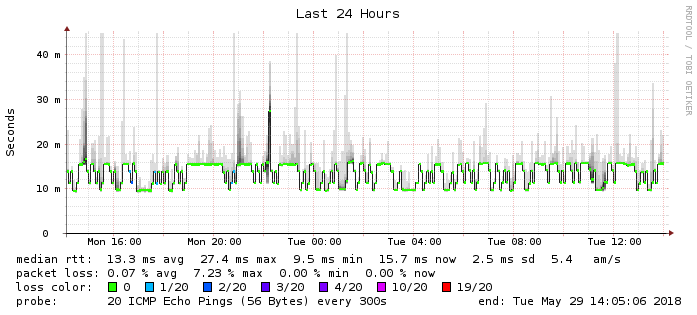 Last 24 Hours
RRDTOOL / TOBI OETIKER
Seconds
40 m
30 m
20 m
10 m
0
Mon 16:00 Mon 20:00 Tue 00:00 Tue 04:00 Tue 08:00 Tue 12:00
median rtt: 13.3 ms avg 27.4 ms max 9.5 ms min 15.7 ms now 2.5 ms sd 5.4 am/s
packet loss: 0.07 % avg 7.23 % max 0.00 % min 0.00 % now
loss color: 0 1/20 2/20 3/20 4/20 10/20 19/20
probe: 20 ICMP Echo Pings (56 Bytes) every 300s end: Tue May 29 14:05:06 2018